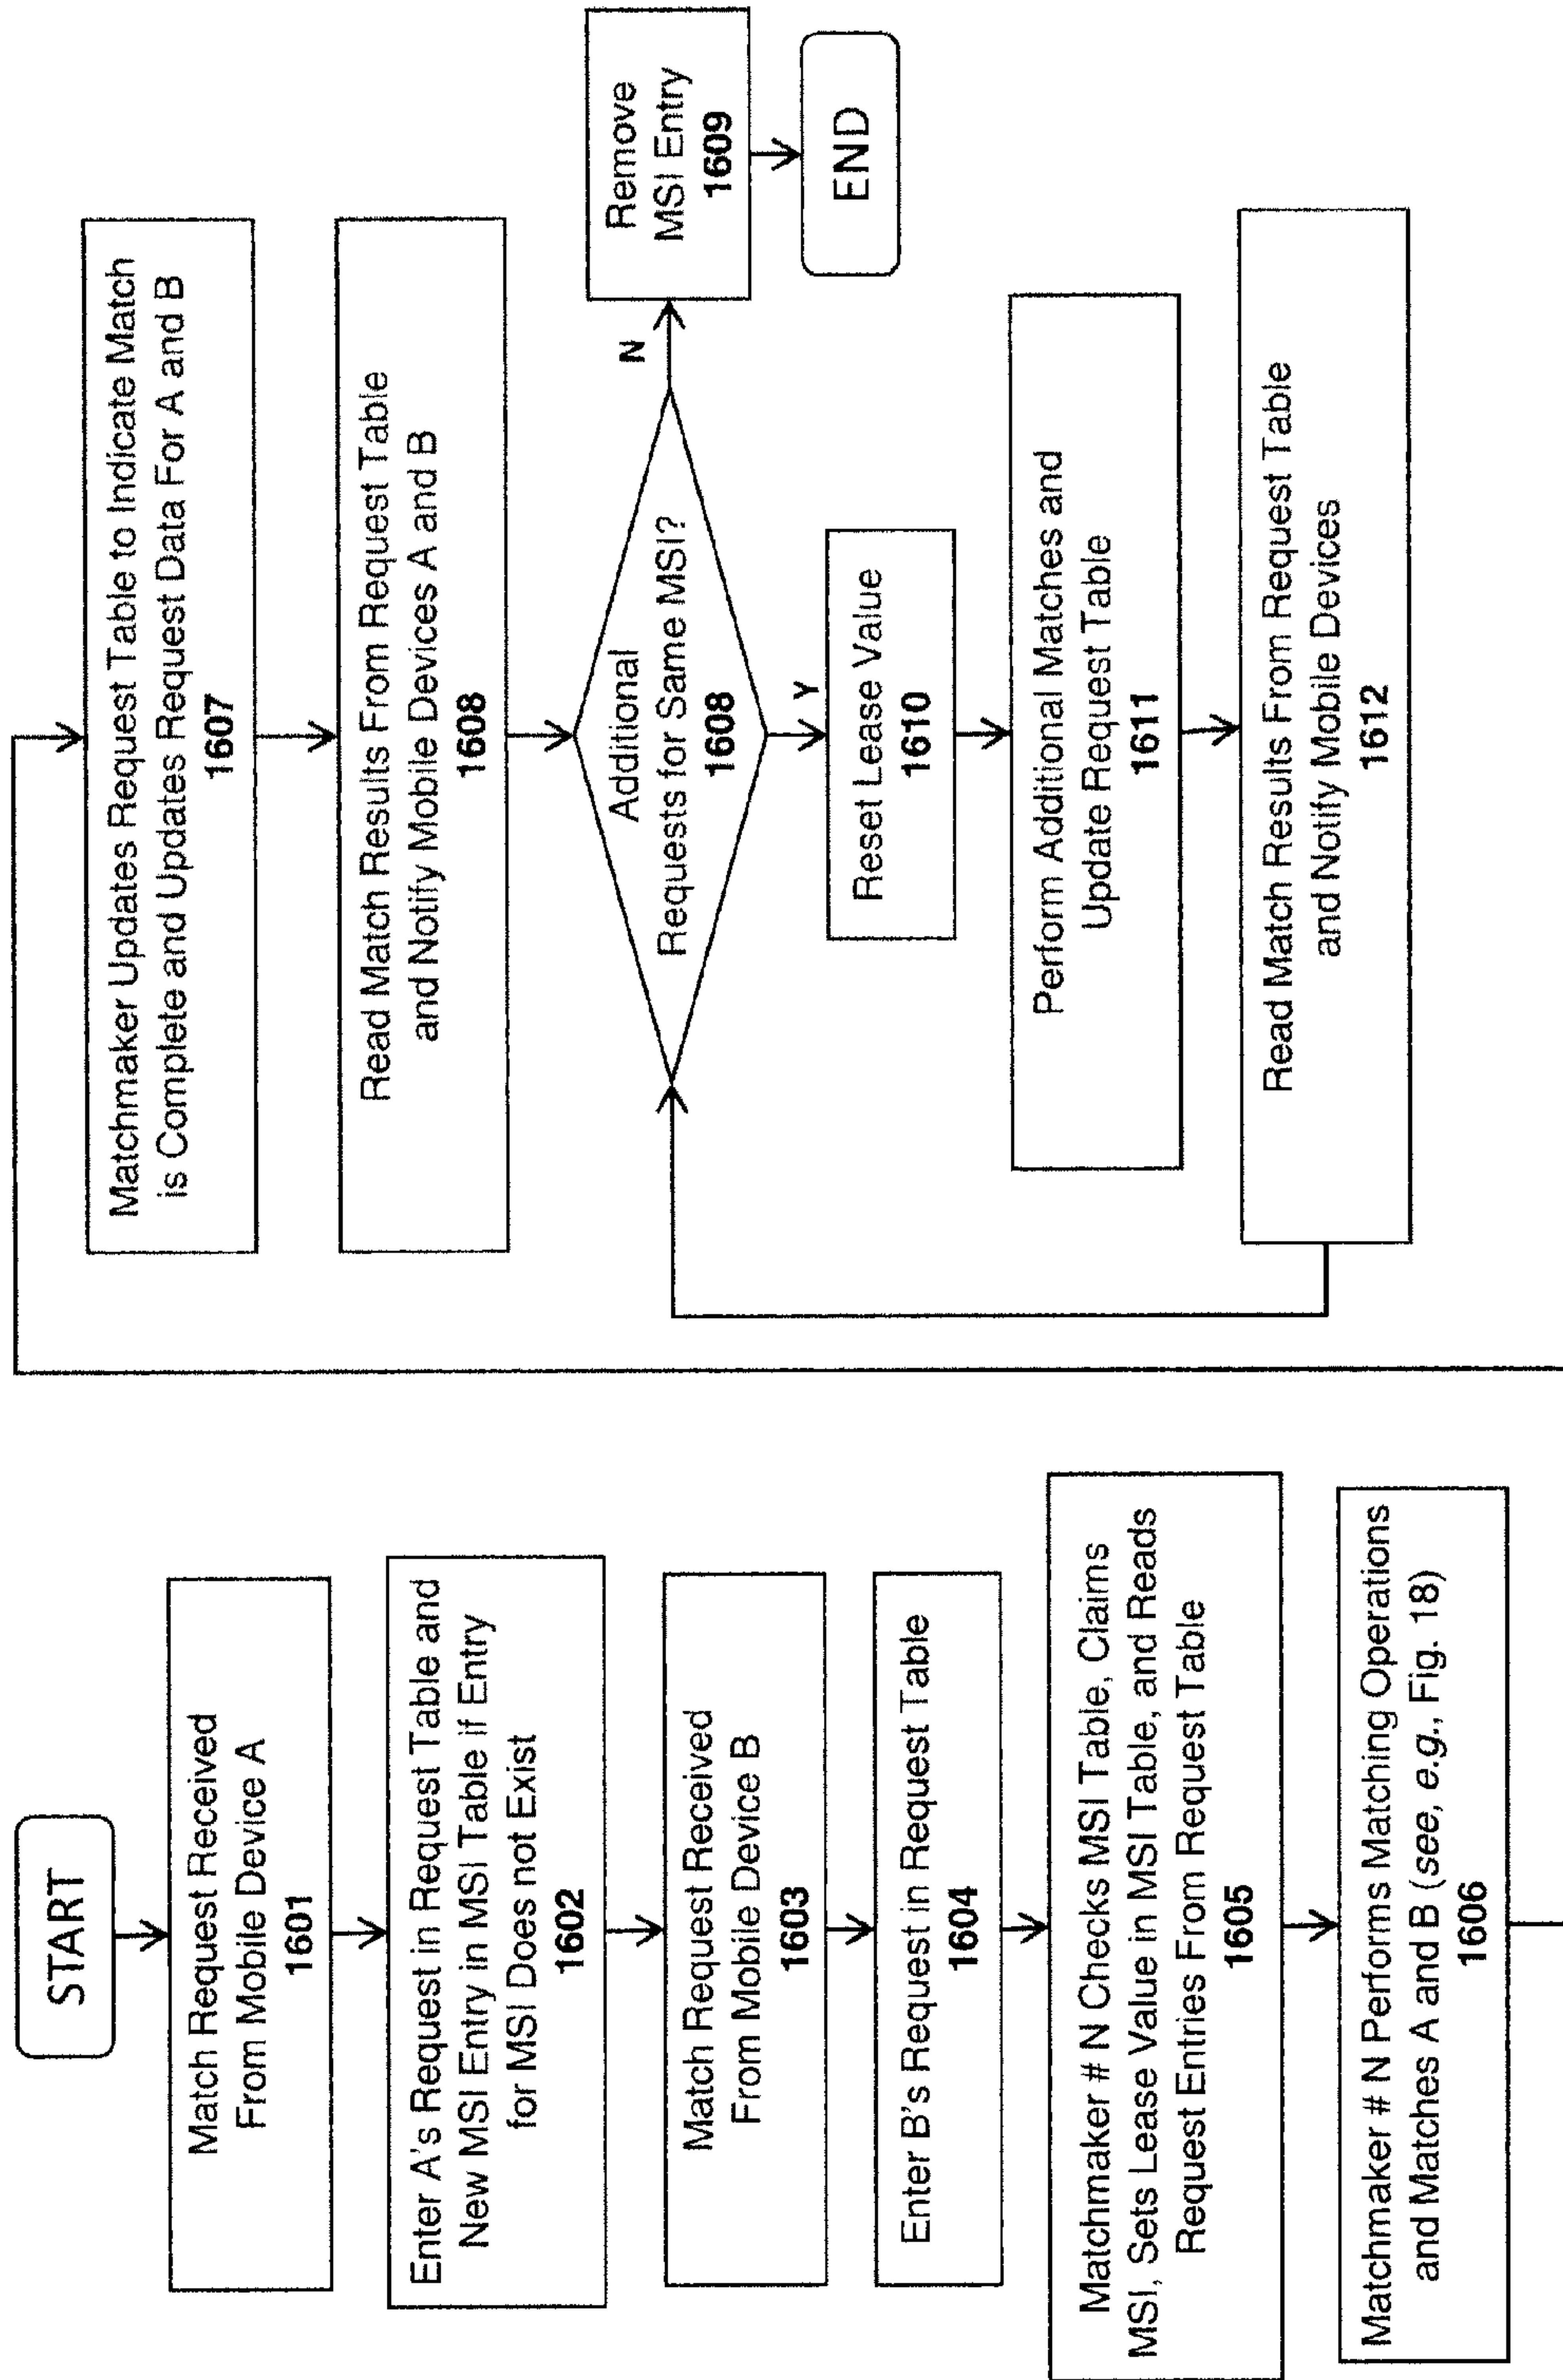 START
Match Request Received
From Mobile Device A
1601
Enter A's Request in Request Table and
New MSI Entry in MSI Table if Entry
for MSI Does not Exist
1602
Match Request Received
From Mobile Device B
1603
Enter B's Request in Request Table
1604
Matchmaker # N Checks MSI Table, Claims
MSI, Sets Lease Value in MSI Table, and Reads
Request Entries From Request Table
1605
Matchmaker # N Performs Matching Operations
and Matches A and B (see, e.g., Fig. 18)
1606
Matchmaker Updates Request Table to Indicate Match
is Complete and Updates Request Data For A and B
1607
Read Match Results From Request Table
and Notify Mobile Devices A and B
1608
Additional
Requests for Same MSI?
1608
N
Remove
MSI Entry
1609
END
Y
Reset Lease Value
1610
Perform Additional Matches and
Update Request Table
1611
Read Match Results From Request Table
and Notify Mobile Devices
1612